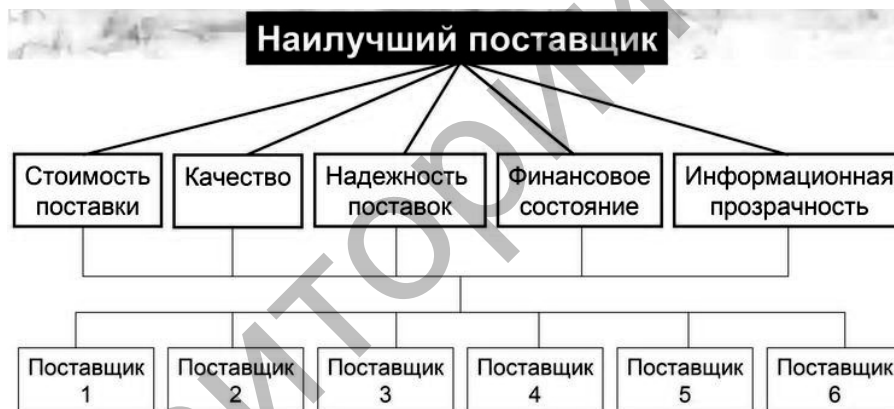 Наилучший поставщик
Стоимость
поставки
Качество
Надежность
поставок
Финансовое
состояние
Информационная
прозрачность
Поставщик
1
Поставщик
2
Поставщик
3
Поставщик
4
Поставщик
5
Поставщик
6